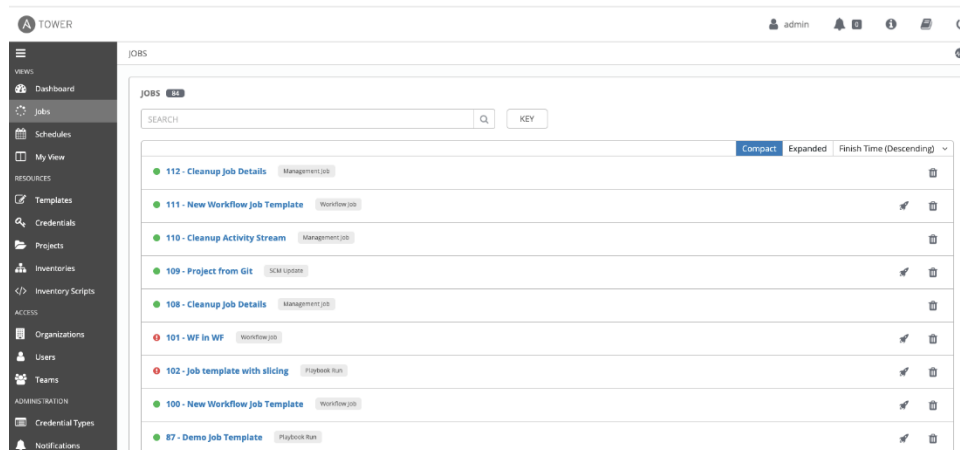 A TOWER
admin 0
VIEWS
Dashboard
Jobs
Schedules
My View
RESOURCES
Templates
Credentials
Projects
Inventories
Inventory Scripts
ACCESS
Organizations
Users
Teams
ADMINISTRATION
Credential Types
Notifications
JOBS
JOBS 84
SEARCH KEY
Compact Expanded Finish Time (Descending)
112 - Cleanup Job Details Management Job
111 - New Workflow Job Template Workflow Job
110 - Cleanup Activity Stream Management Job
109 - Project from Git SCM Update
108 - Cleanup Job Details Management Job
101 - WF in WF Workflow Job
102 - Job template with slicing Playbook Run
100 - New Workflow Job Template Workflow Job
87 - Demo Job Template Playbook Run